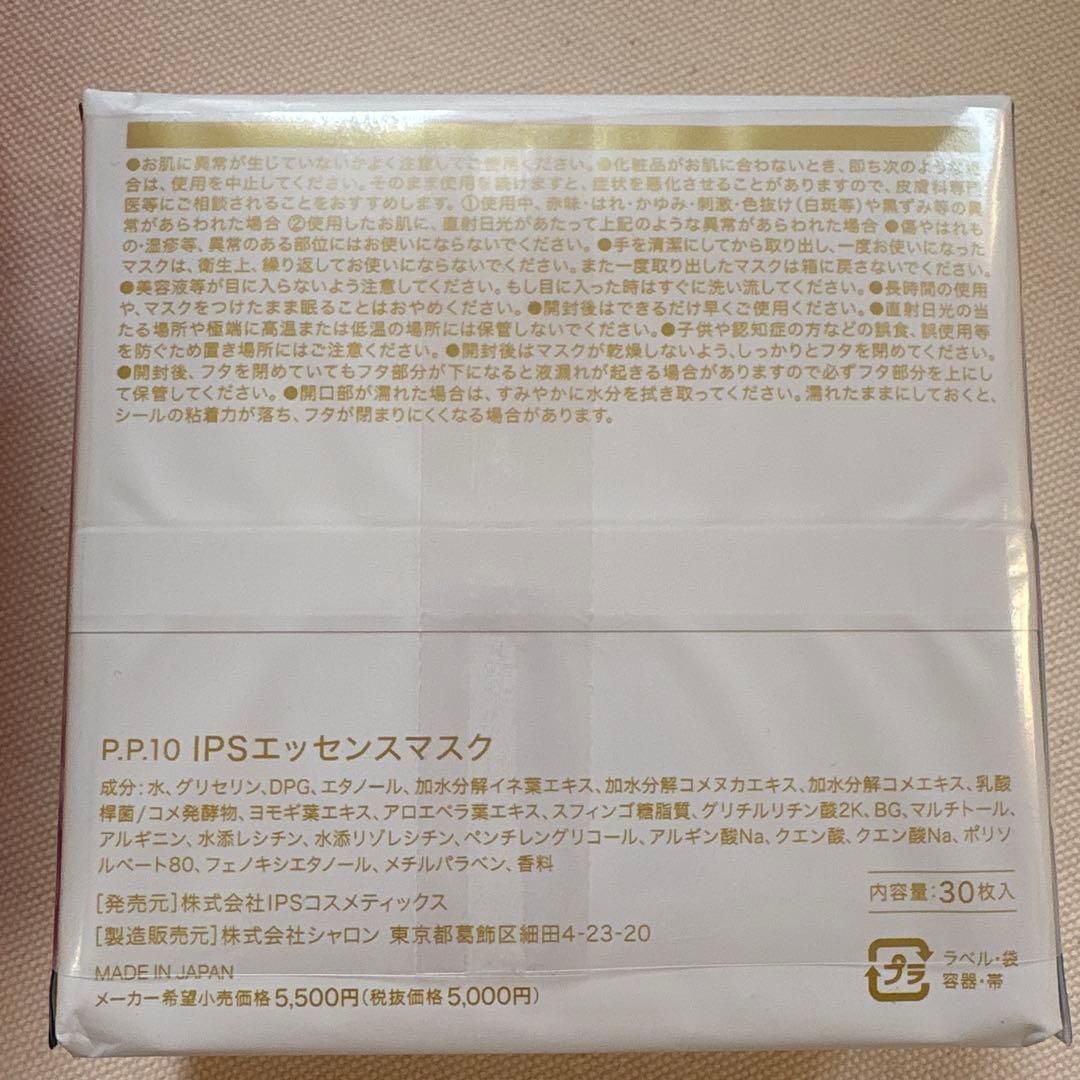 ●お肌に異常が生じていないかよく注意してご使用ください。●化粧品がお肌に合わないとき、即ち次のような場
合は、使用を中止してください。そのまま使用を続けますと、症状を悪化させることがありますので、皮膚科専門
医等にご相談されることをおすすめします。①使用中、赤味・はれ・かゆみ・刺激・色抜け(白斑等)や黒ずみ等の異
常があらわれた場合 ②使用したお肌に、直射日光があたって上記のような異常があらわれた場合 ●傷やはれも
の・湿疹等、異常のある部位にはお使いにならないでください。●手を清潔にしてから取り出し、一度お使いになった
マスクは、衛生上、繰り返してお使いにならないでください。また一度取り出したマスクは箱に戻さないでください。
●美容液等が目に入らないよう注意してください。もし目に入った時はすぐに洗い流してください。●長時間の使用
や、マスクをつけたまま眠ることはおやめください。●開封後はできるだけ早くご使用ください。●直射日光の当
たる場所や極端に高温または低温の場所には保管しないでください。●子供や認知症の方などの誤食、誤使用等
を防ぐため置き場所にはご注意ください。●開封後はマスクが乾燥しないよう、しっかりとフタを閉めてください。
●開封後、フタを閉めていてもフタ部分が下になると液漏れが起きる場合がありますので必ずフタ部分を上にし
て保管してください。●開口部が濡れた場合は、すみやかに水分を拭き取ってください。濡れたままにしておくと、
シールの粘着力が落ち、フタが閉まりにくくなる場合があります。
P.P.10 IPSエッセンスマスク
成分:水、グリセリン、DPG、エタノール、加水分解イネ葉エキス、加水分解コメヌカエキス、加水分解コメエキス、乳酸
桿菌/コメ発酵物、ヨモギ葉エキス、アロエベラ葉エキス、スフィンゴ糖脂質、グリチルリチン酸2K、BG、マルチトール、
アルギニン、水添レシチン、水添リゾレシチン、ペンチレングリコール、アルギン酸Na、クエン酸、クエン酸Na、ポリソ
ルベート80、フェノキシエタノール、メチルパラベン、香料
[発売元]株式会社IPSコスメティックス
内容量:30枚入
[製造販売元]株式会社シャロン 東京都葛飾区細田4-23-20
MADE IN JAPAN
メーカー希望小売価格5,500円(税抜価格5,000円)
プラ
ラベル・袋
容器・帯